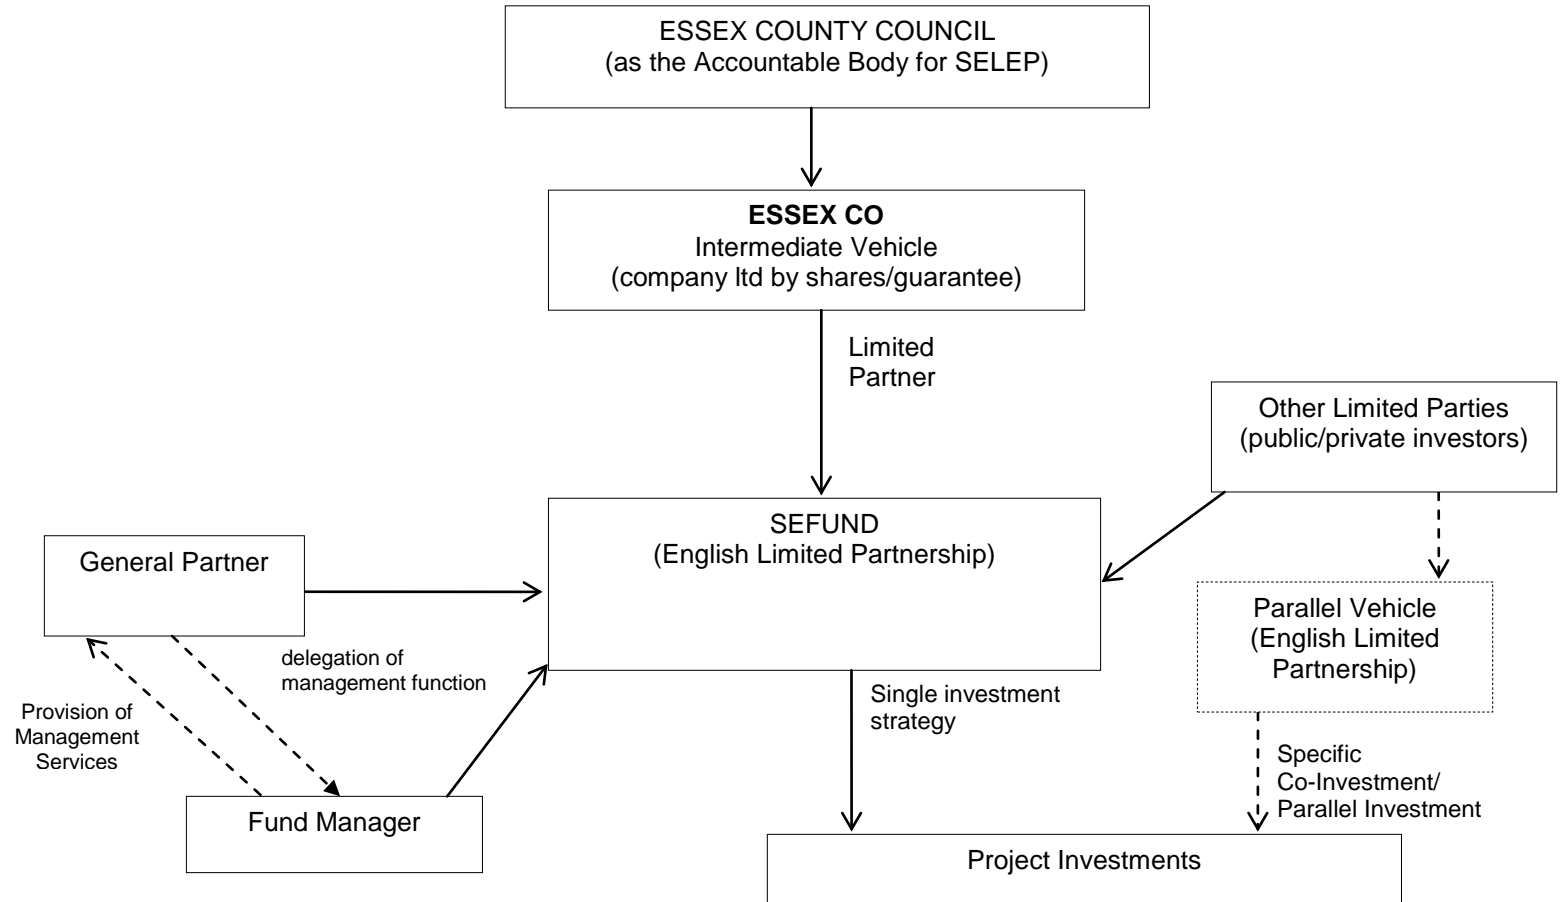 ESSEX COUNTY COUNCIL
(as the Accountable Body for SELEP)
ESSEX CO
Intermediate Vehicle
(company ltd by shares/guarantee)
Limited
Partner
Other Limited Parties
(public/private investors)
SEFUND
(English Limited Partnership)
General Partner
Parallel Vehicle
(English Limited
Partnership)
delegation of
management function
Provision of
Management
Services
Single investment
strategy
Specific
Co-Investment/
Parallel Investment
Fund Manager
Project Investments